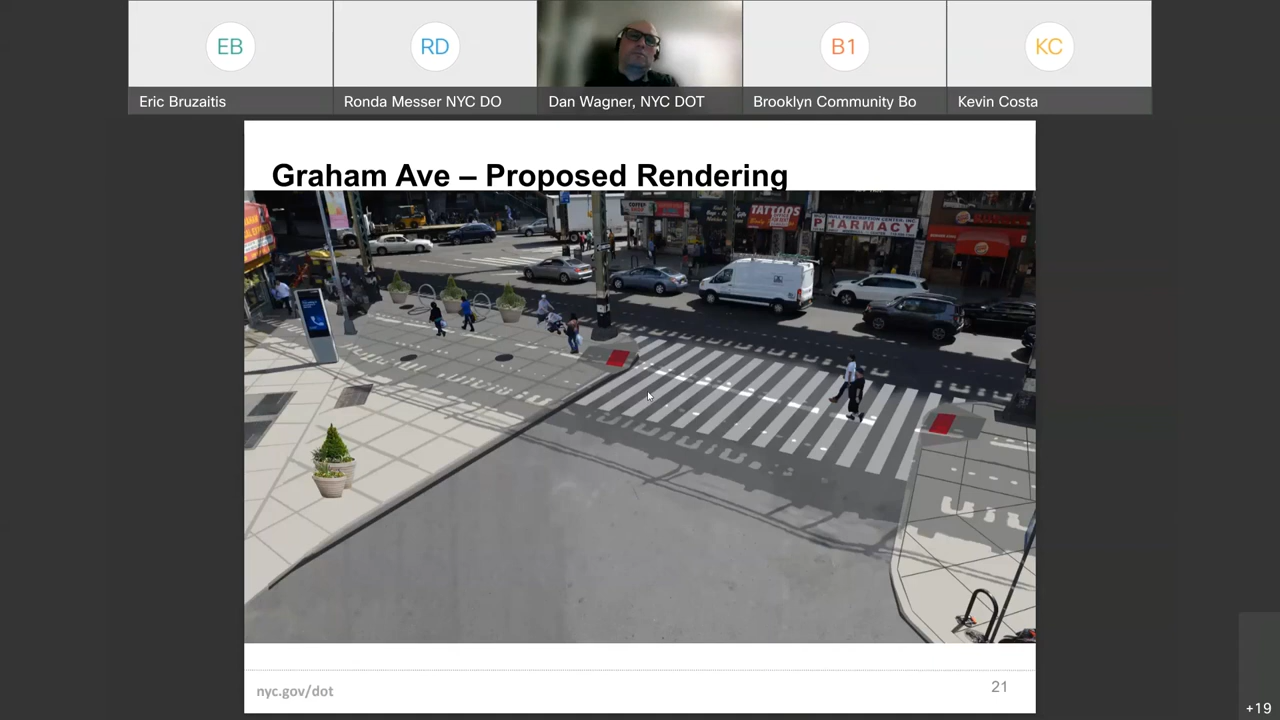 EB
RD
B1
KC
Eric Bruzaitis
Ronda Messer NYC DO
Dan Wagner, NYC DOT
Brooklyn Community Bo
Kevin Costa
Graham Ave – Proposed Rendering
TATTOOS
PHARMACY
nyc.gov/dot
21
+19